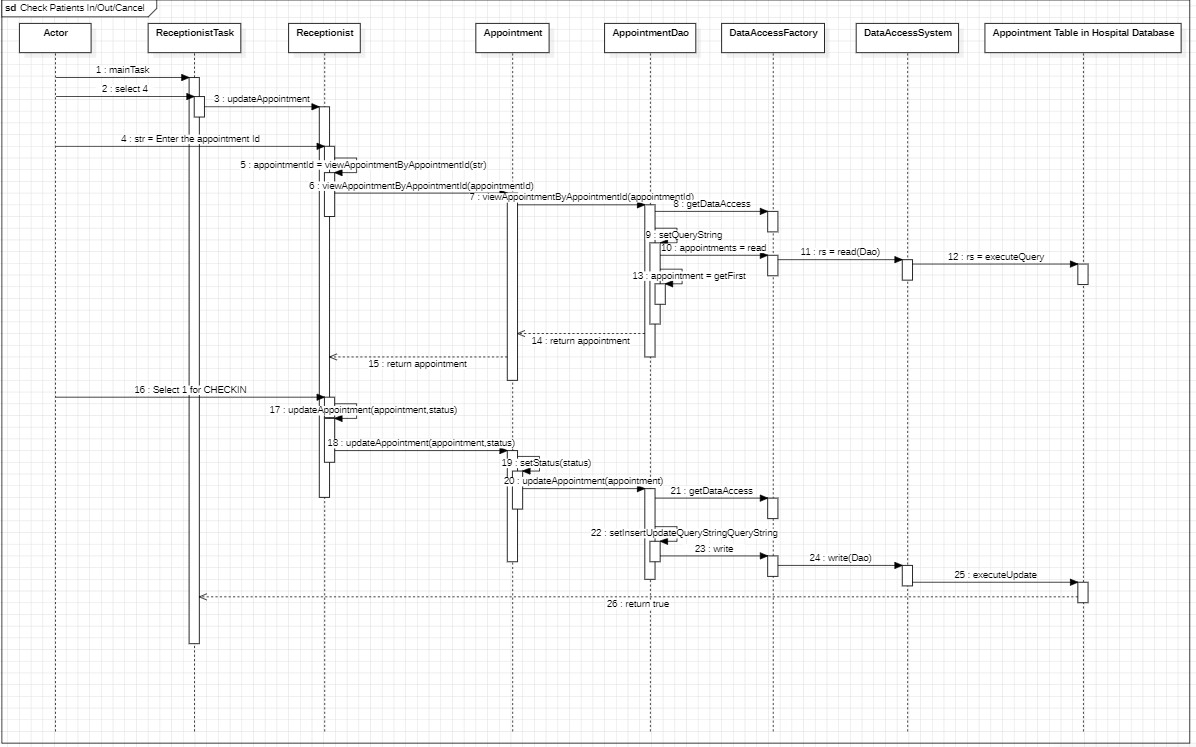 sd Check Patients In/Out/Cancel
Actor
ReceptionistTask
Receptionist
Appointment
AppointmentDao
DataAccessFactory
DataAccessSystem
Appointment Table in Hospital Database
1 : mainTask
2 : select 4
3 : updateAppointment
4 : str = Enter the appointment Id
5 : appointmentId = viewAppointmentByAppointmentId(str)
6 : viewAppointmentByAppointmentId(appointmentId)
7 : viewAppointmentByAppointmentId(appointmentId)
8 : getDataAccess
9 : setQueryString
10 : appointments = read
11 : rs = read(Dao)
12 : rs = executeQuery
13 : appointment = getFirst
14 : return appointment
15 : return appointment
16 : Select 1 for CHECKIN
17 : updateAppointment(appointment,status)
18 : updateAppointment(appointment,status)
19 : setStatus(status)
20 : updateAppointment(appointment)
21 : getDataAccess
22 : setInsertUpdateQueryStringQueryString
23 : write
24 : write(Dao)
25 : executeUpdate
26 : return true